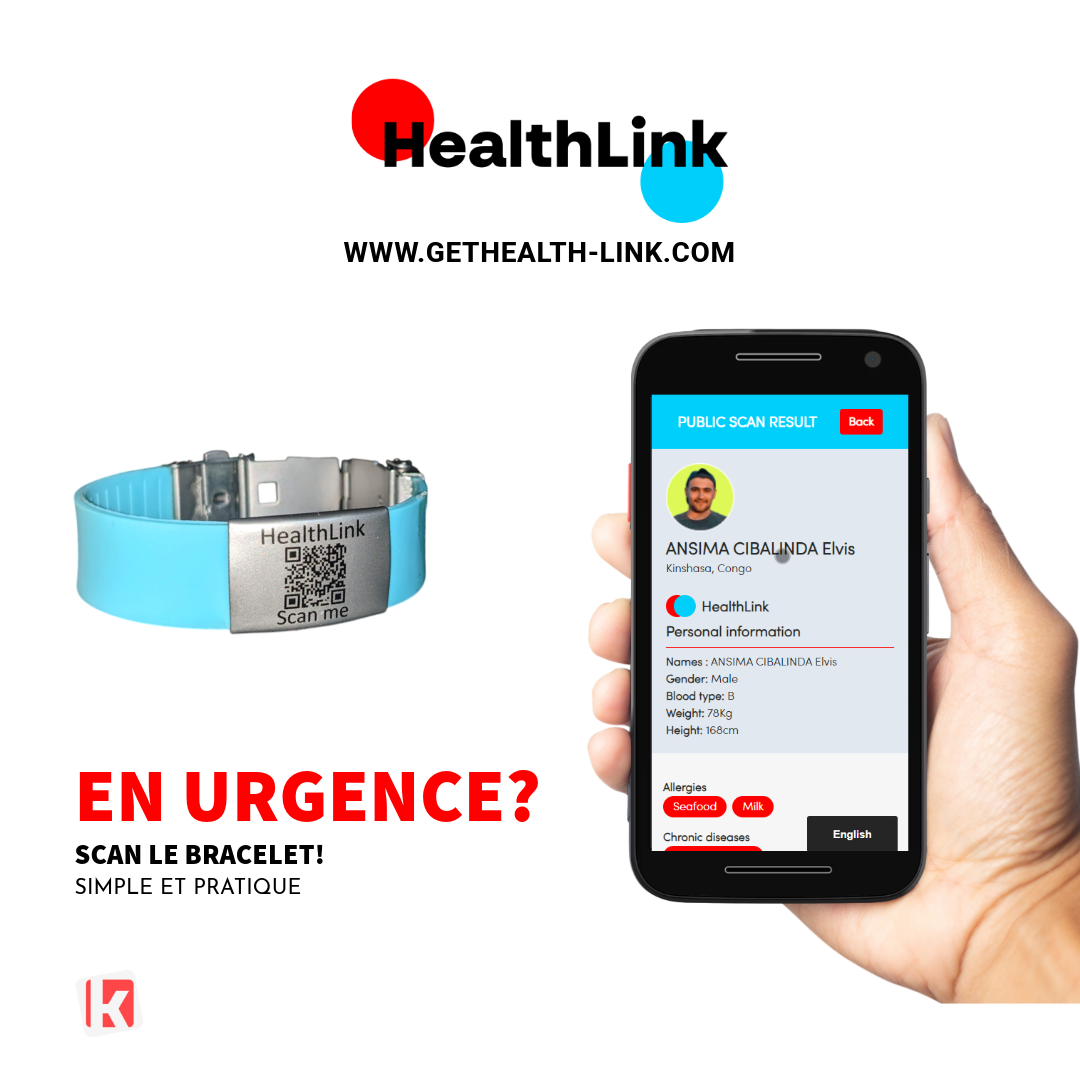 HealthLink
WWW.GETHEALTH-LINK.COM
HealthLink
Scan me
PUBLIC SCAN RESULT
Back
ANSIMA CIBALINDA Elvis
Kinshasa, Congo
HealthLink
Personal information
Names : ANSIMA CIBALINDA Elvis
Gender: Male
Blood type: B
Weight: 78Kg
Height: 168cm
Allergies
Seafood Milk
Chronic diseases
English
EN URGENCE?
SCAN LE BRACELET!
SIMPLE ET PRATIQUE
K